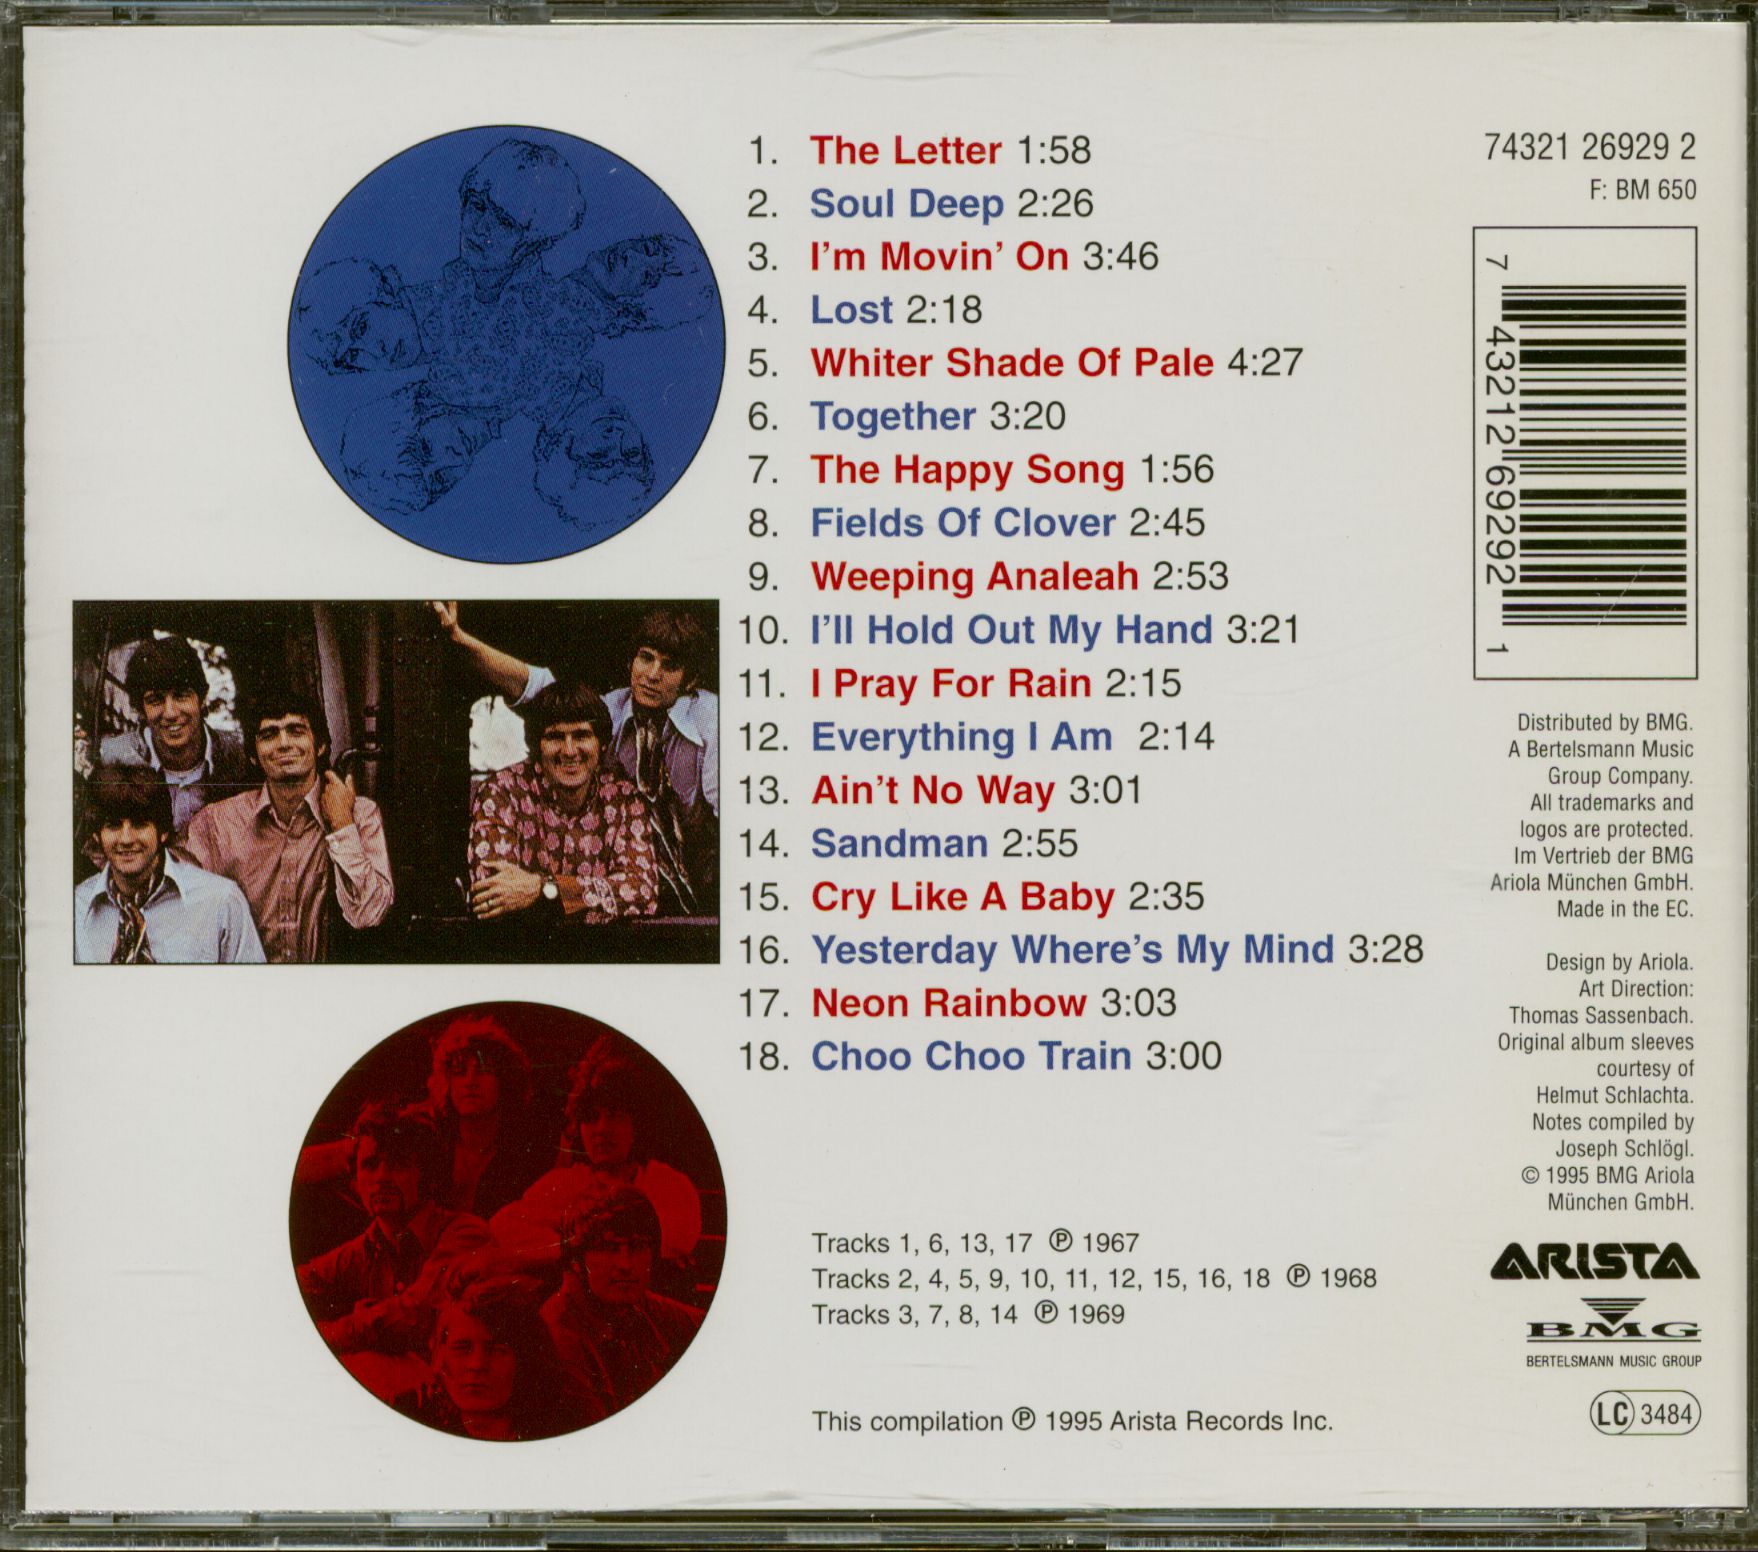 1. The Letter 1:58
2. Soul Deep 2:26
3. I'm Movin' On 3:46
4. Lost 2:18
5. Whiter Shade Of Pale 4:27
6. Together 3:20
7. The Happy Song 1:56
8. Fields Of Clover 2:45
9. Weeping Analeah 2:53
10. I'll Hold Out My Hand 3:21
11. I Pray For Rain 2:15
12. Everything I Am 2:14
13. Ain't No Way 3:01
14. Sandman 2:55
15. Cry Like A Baby 2:35
16. Yesterday Where's My Mind 3:28
17. Neon Rainbow 3:03
18. Choo Choo Train 3:00
Tracks 1, 6, 13, 17 ℗ 1967
Tracks 2, 4, 5, 9, 10, 11, 12, 15, 16, 18 ℗ 1968
Tracks 3, 7, 8, 14 ℗ 1969
This compilation ℗ 1995 Arista Records Inc.
74321 26929 2
F: BM 650
7 43212 69292 1
Distributed by BMG.
A Bertelsmann Music
Group Company.
All trademarks and
logos are protected.
Im Vertrieb der BMG
Ariola München GmbH.
Made in the EC.
Design by Ariola.
Art Direction:
Thomas Sassenbach.
Original album sleeves
courtesy of
Helmut Schlachta.
Notes compiled by
Joseph Schlögl.
© 1995 BMG Ariola
München GmbH.
ARISTA
BMG
BERTELSMANN MUSIC GROUP
LC 3484